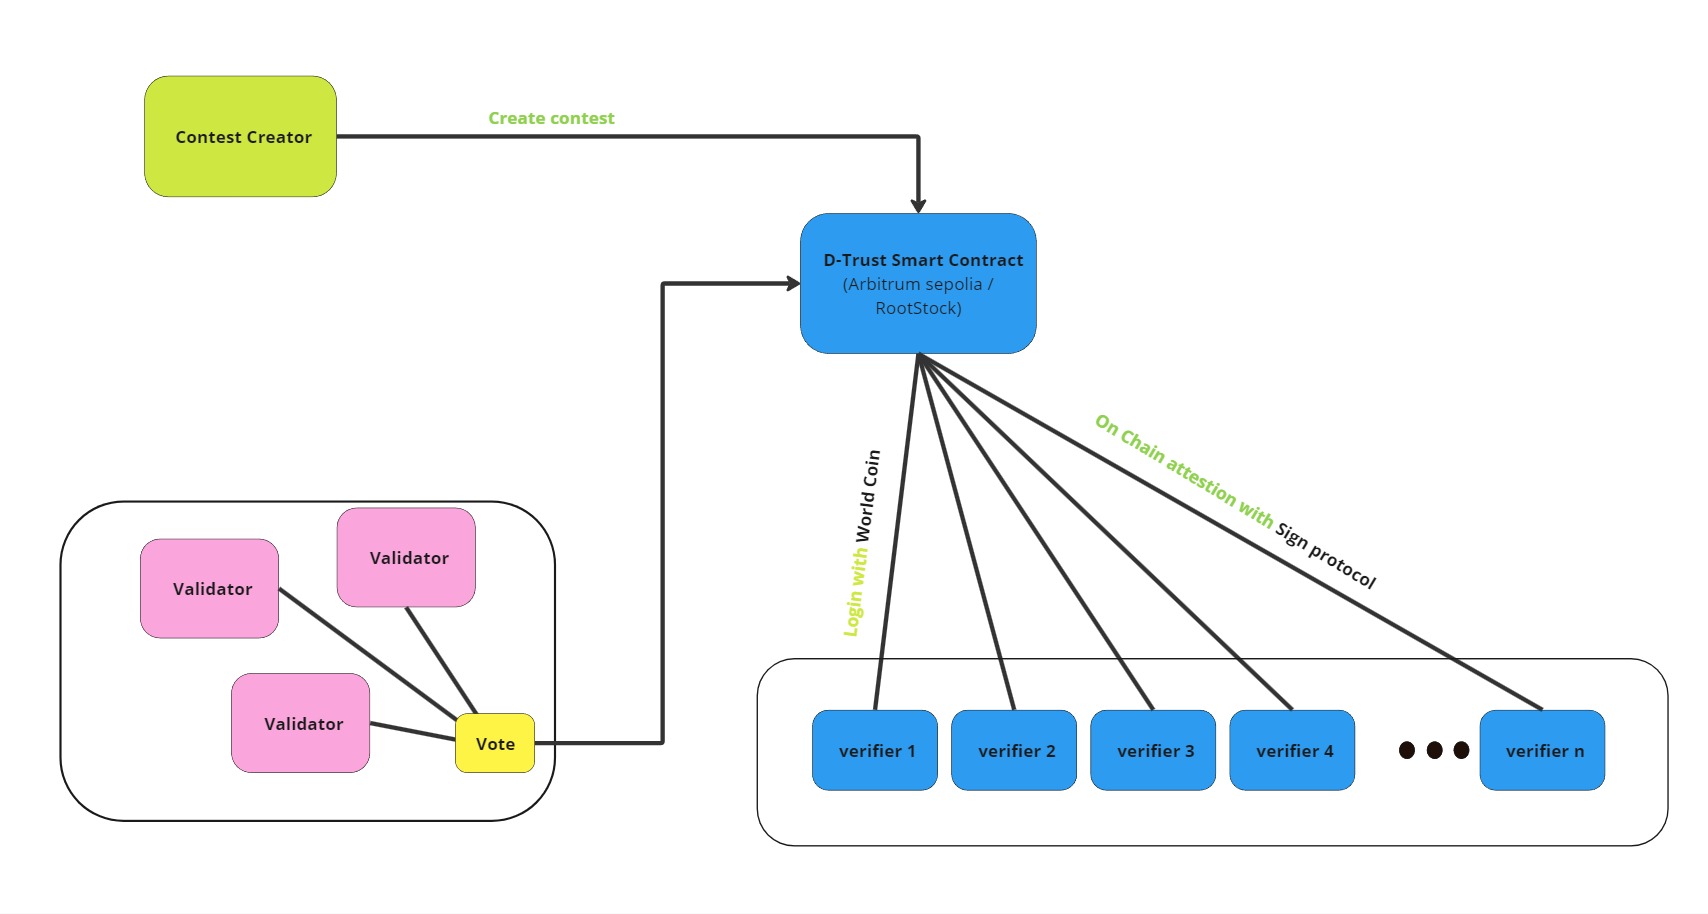 Create contest
Contest Creator
D-Trust Smart Contract
(Arbitrum sepolia /
RootStock)
On Chain attestion with Sign protocol
Login with World Coin
Validator
Validator
Validator
Vote
verifier 1
verifier 2
verifier 3
verifier 4
verifier n